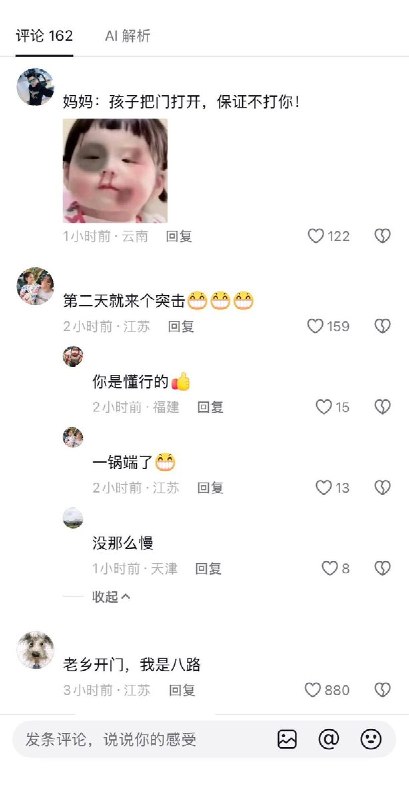 评论 162 AI 解析
妈妈：孩子把门打开，保证不打你！
1小时前·云南 回复 122
第二天就来个突击😁😁😁
2小时前·江苏 回复 159
你是懂行的👍
2小时前·福建 回复 15
一锅端了😁
2小时前·江苏 回复 13
没那么慢
1小时前·天津 回复 8
收起
老乡开门，我是八路
3小时前·江苏 回复 880
发条评论，说说你的感受 @